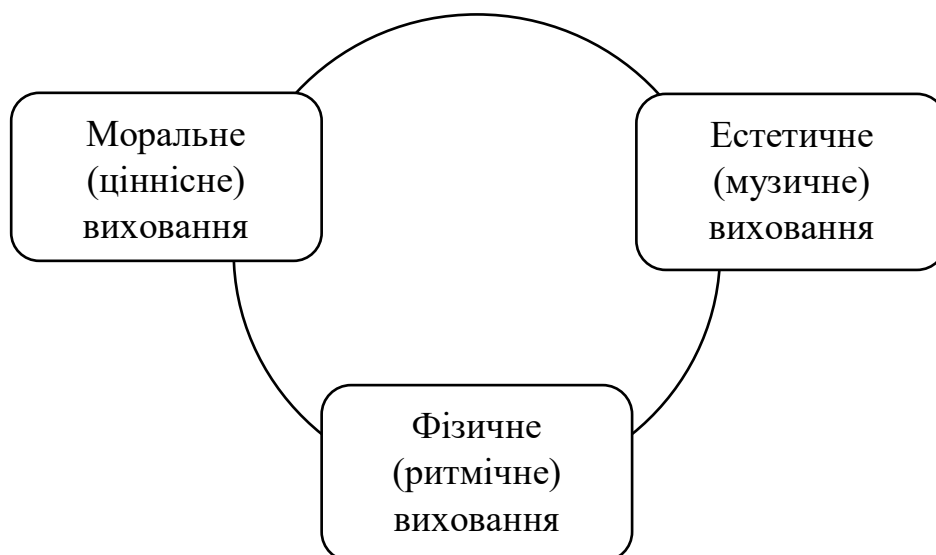 Моральне
(ціннісне)
виховання
Естетичне
(музичне)
виховання
Фізичне
(ритмічне)
виховання